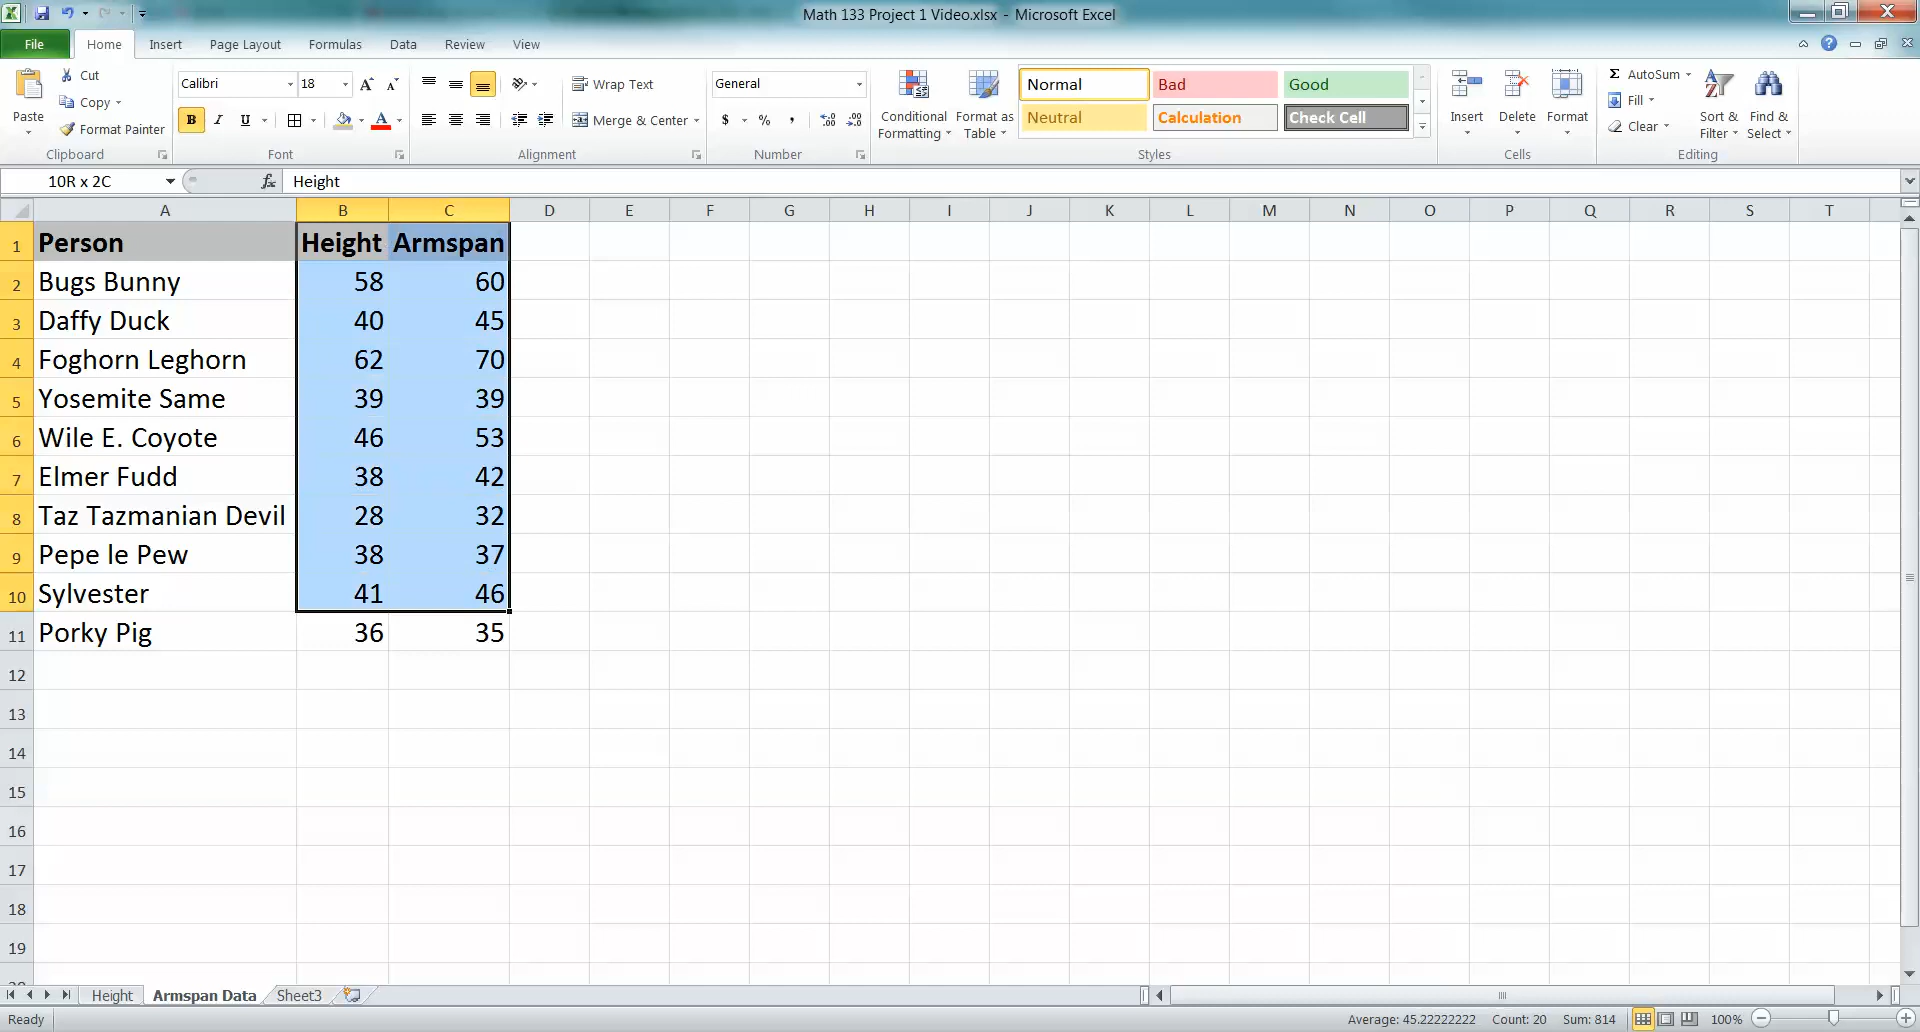 Math 133 Project 1 Video.xlsx - Microsoft Excel
File Home Insert Page Layout Formulas Data Review View
Paste
Cut
Copy
Format Painter
Clipboard
Calibri 18
B I U
Font
Wrap Text
Merge & Center
Alignment
General
$ % ,
Number
Conditional Formatting
Format as Table
Normal Bad Good
Neutral Calculation Check Cell
Styles
Insert Delete Format
Cells
Σ AutoSum
Fill
Clear
Sort & Filter
Find & Select
Editing
10R x 2C fx Height
A B C D E F G H I J K L M N O P Q R S T
1 Person Height Armspan
2 Bugs Bunny 58 60
3 Daffy Duck 40 45
4 Foghorn Leghorn 62 70
5 Yosemite Same 39 39
6 Wile E. Coyote 46 53
7 Elmer Fudd 38 42
8 Taz Tazmanian Devil 28 32
9 Pepe le Pew 38 37
10 Sylvester 41 46
11 Porky Pig 36 35
12
13
14
15
16
17
18
19
Height Armspan Data Sheet3
Ready Average: 45.22222222 Count: 20 Sum: 814 100%